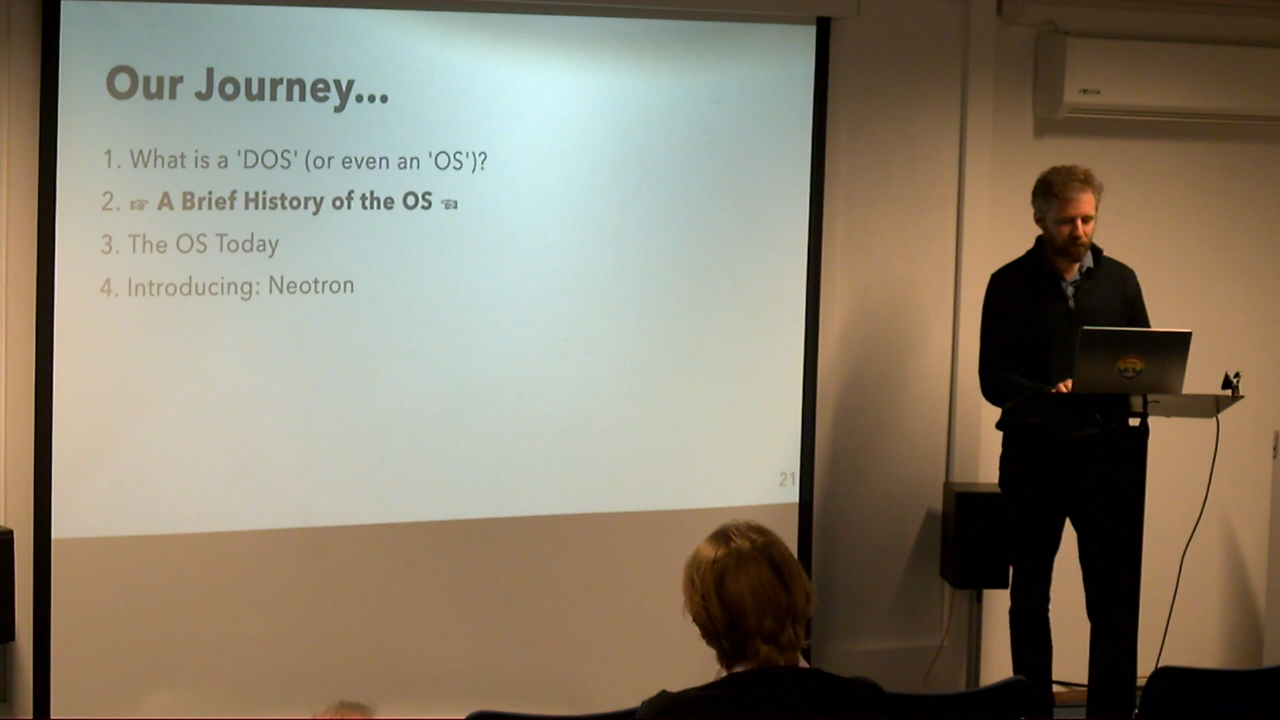 Our Journey...
1. What is a 'DOS' (or even an 'OS')?
2. ☞ A Brief History of the OS ☜
3. The OS Today
4. Introducing: Neotron
21